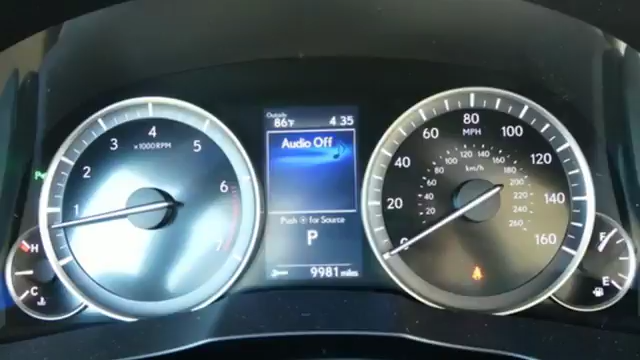 Outside
86°F 4:35
Audio Off
Push for Source
P
9981 miles
1 2 3 4 5 6 7
x1000RPM
H
C
0 20 40 60 80 100 120 140 160
MPH
20 40 60 80 100 120 140 160 180 200 220 240 260
km/h
F
E